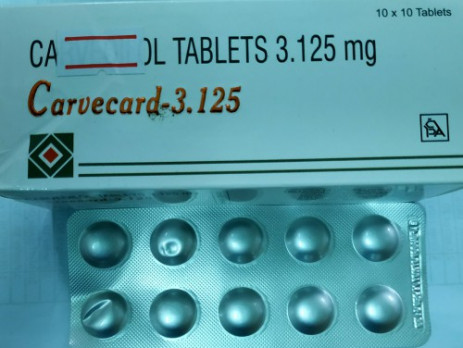 10 x 10 Tablets
CA OL TABLETS 3.125 mg
Carvecard-3.125